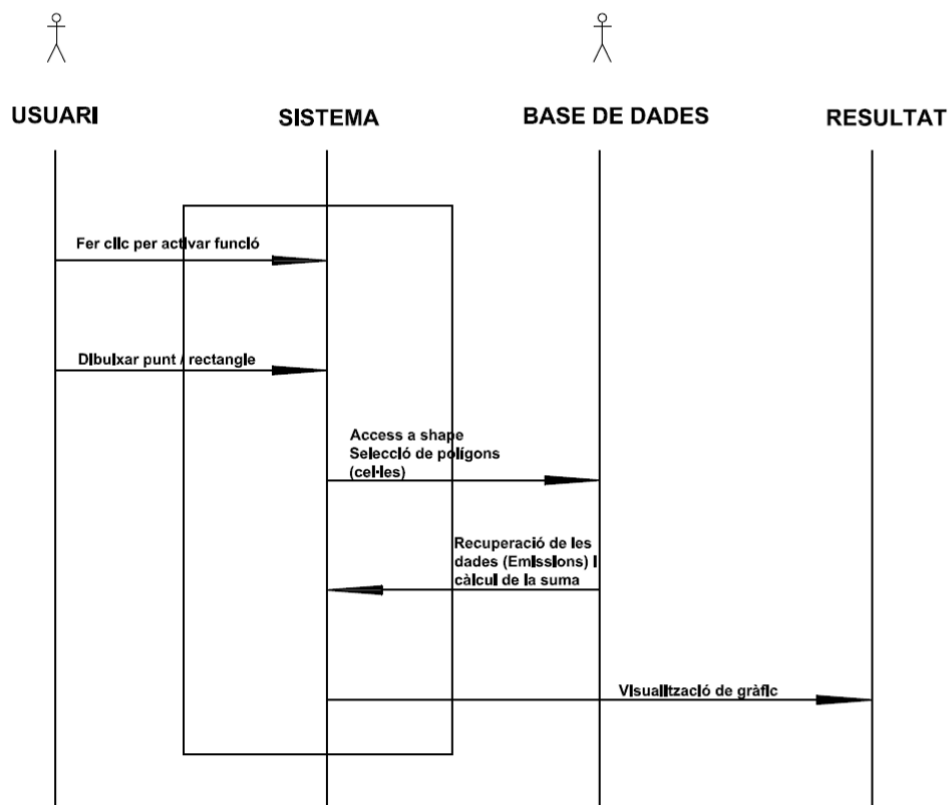 USUARI
SISTEMA
BASE DE DADES
RESULTAT
Fer clic per activar funció
Dibuixar punt / rectangle
Access a shape
Selecció de polígons
(cel·les)
Recuperació de les
dades (Emissions) i
càlcul de la suma
Visualització de gràfic